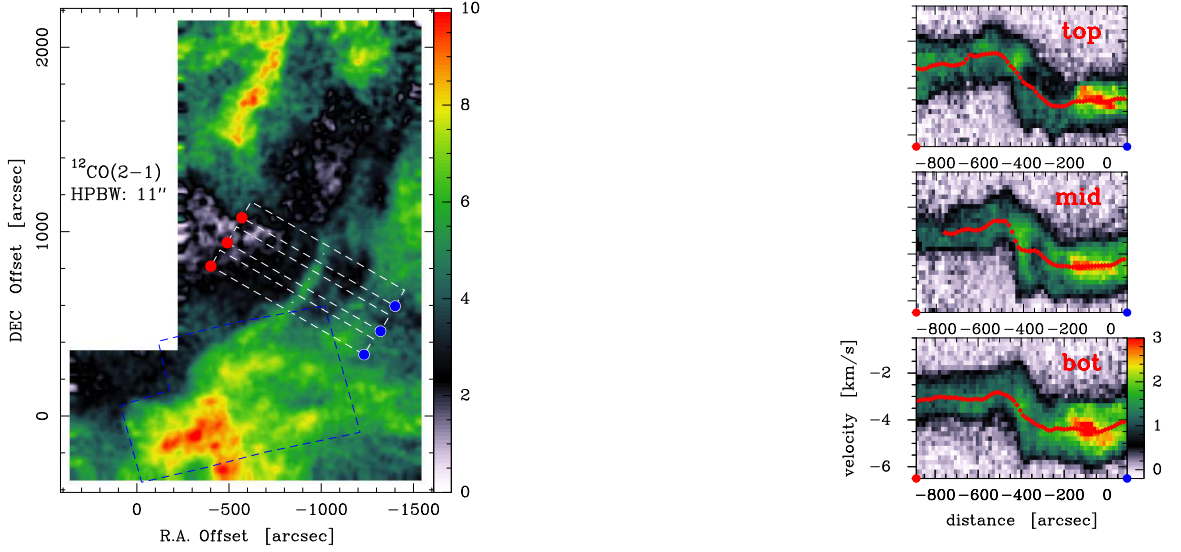 2000
1000
0
DEC Offset [arcsec]
¹²CO(2−1)
HPBW: 11″
0
−500
−1000
−1500
R.A. Offset [arcsec]
10
8
6
4
2
0
top
−800 −600 −400 −200 0
mid
−800 −600 −400 −200 0
bot
−2
−4
−6
velocity [km/s]
3
2
1
0
−800 −600 −400 −200 0
distance [arcsec]